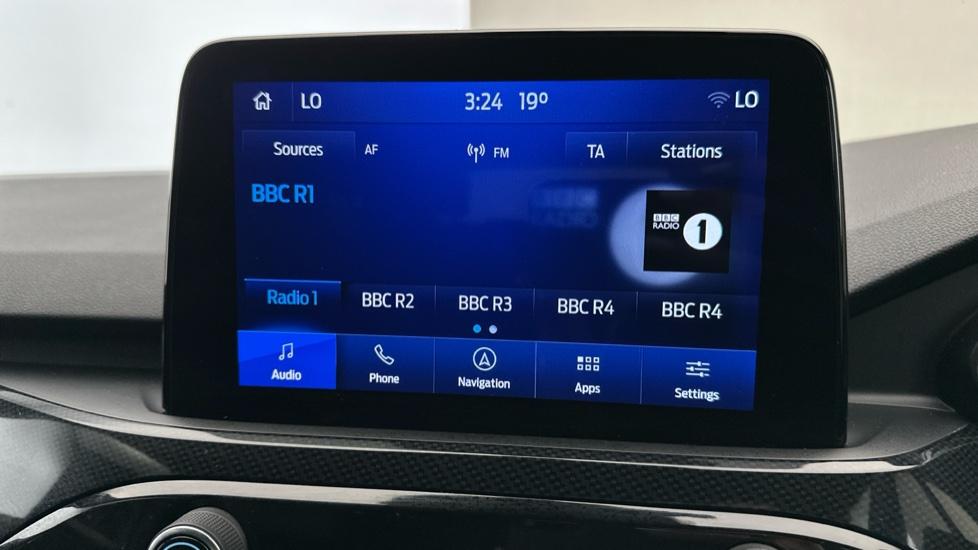 LO 3:24 19º LO
Sources AF FM TA Stations
BBC R1
BBC
RADIO 1
Radio 1 BBC R2 BBC R3 BBC R4 BBC R4
Audio Phone Navigation Apps Settings